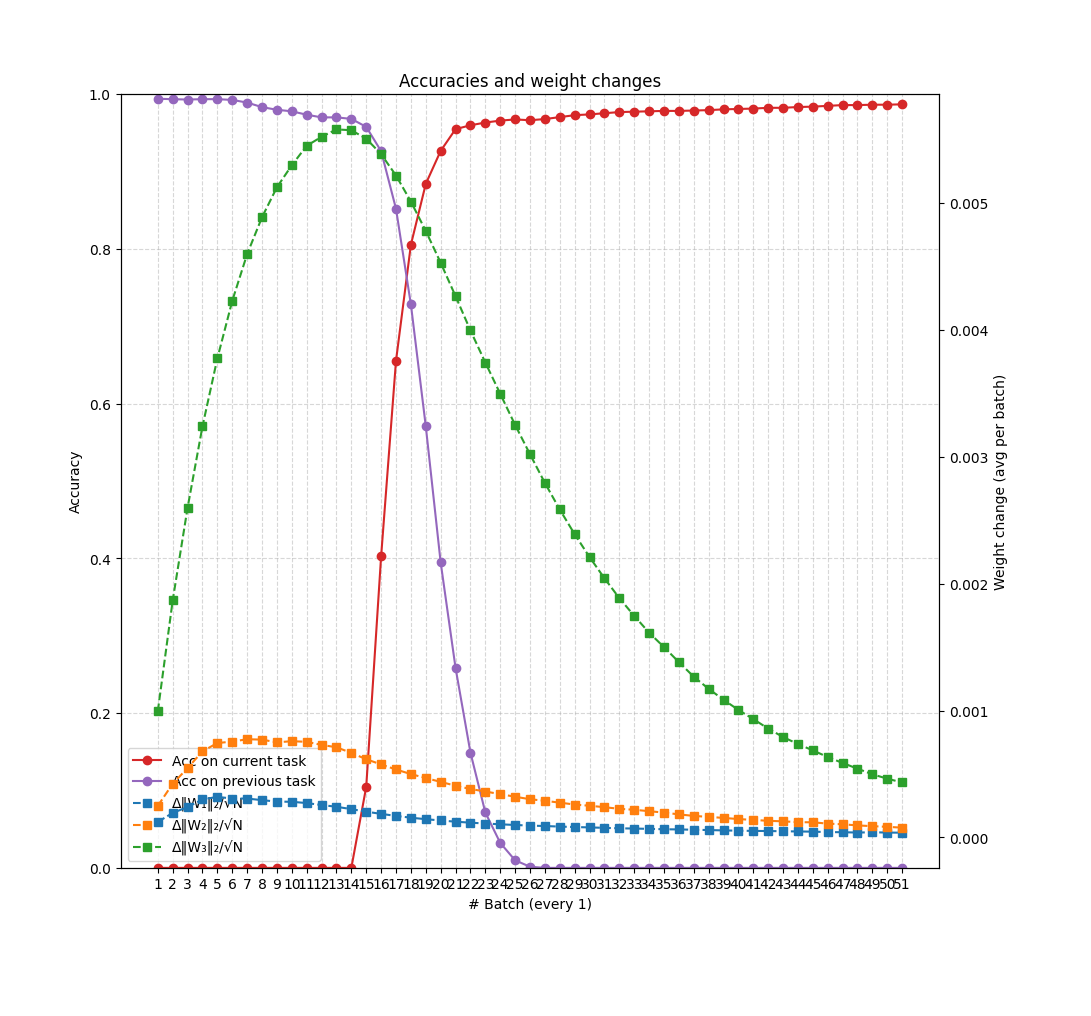 Accuracies and weight changes
1.0
0.8
0.6
0.4
0.2
0.0
Accuracy
0.005
0.004
0.003
0.002
0.001
0.000
Weight change (avg per batch)
Acc on current task
Acc on previous task
Δ‖W₁‖₂/√N
Δ‖W₂‖₂/√N
Δ‖W₃‖₂/√N
1 2 3 4 5 6 7 8 9 10 11 12 13 14 15 16 17 18 19 20 21 22 23 24 25 26 27 28 29 30 31 32 33 34 35 36 37 38 39 40 41 42 43 44 45 46 47 48 49 50 51
# Batch (every 1)